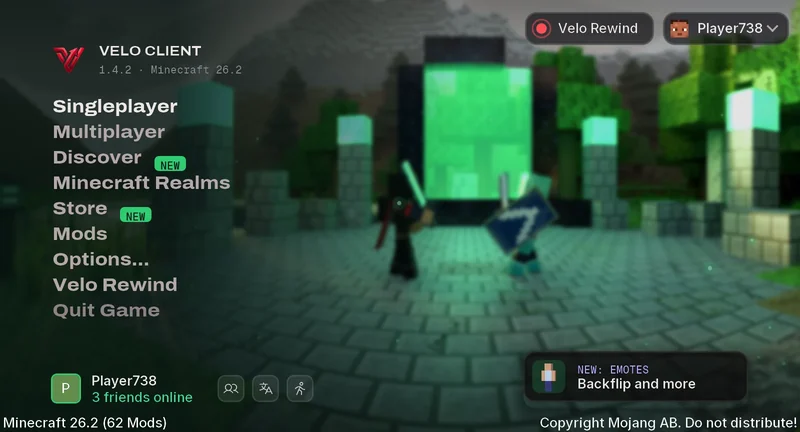 VELO CLIENT
1.4.2 · Minecraft 26.2
Velo Rewind
Player738
Singleplayer
Multiplayer
Discover NEW
Minecraft Realms
Store NEW
Mods
Options...
Velo Rewind
Quit Game
P
Player738
3 friends online
NEW: EMOTES
Backflip and more
Minecraft 26.2 (62 Mods)
Copyright Mojang AB. Do not distribute!